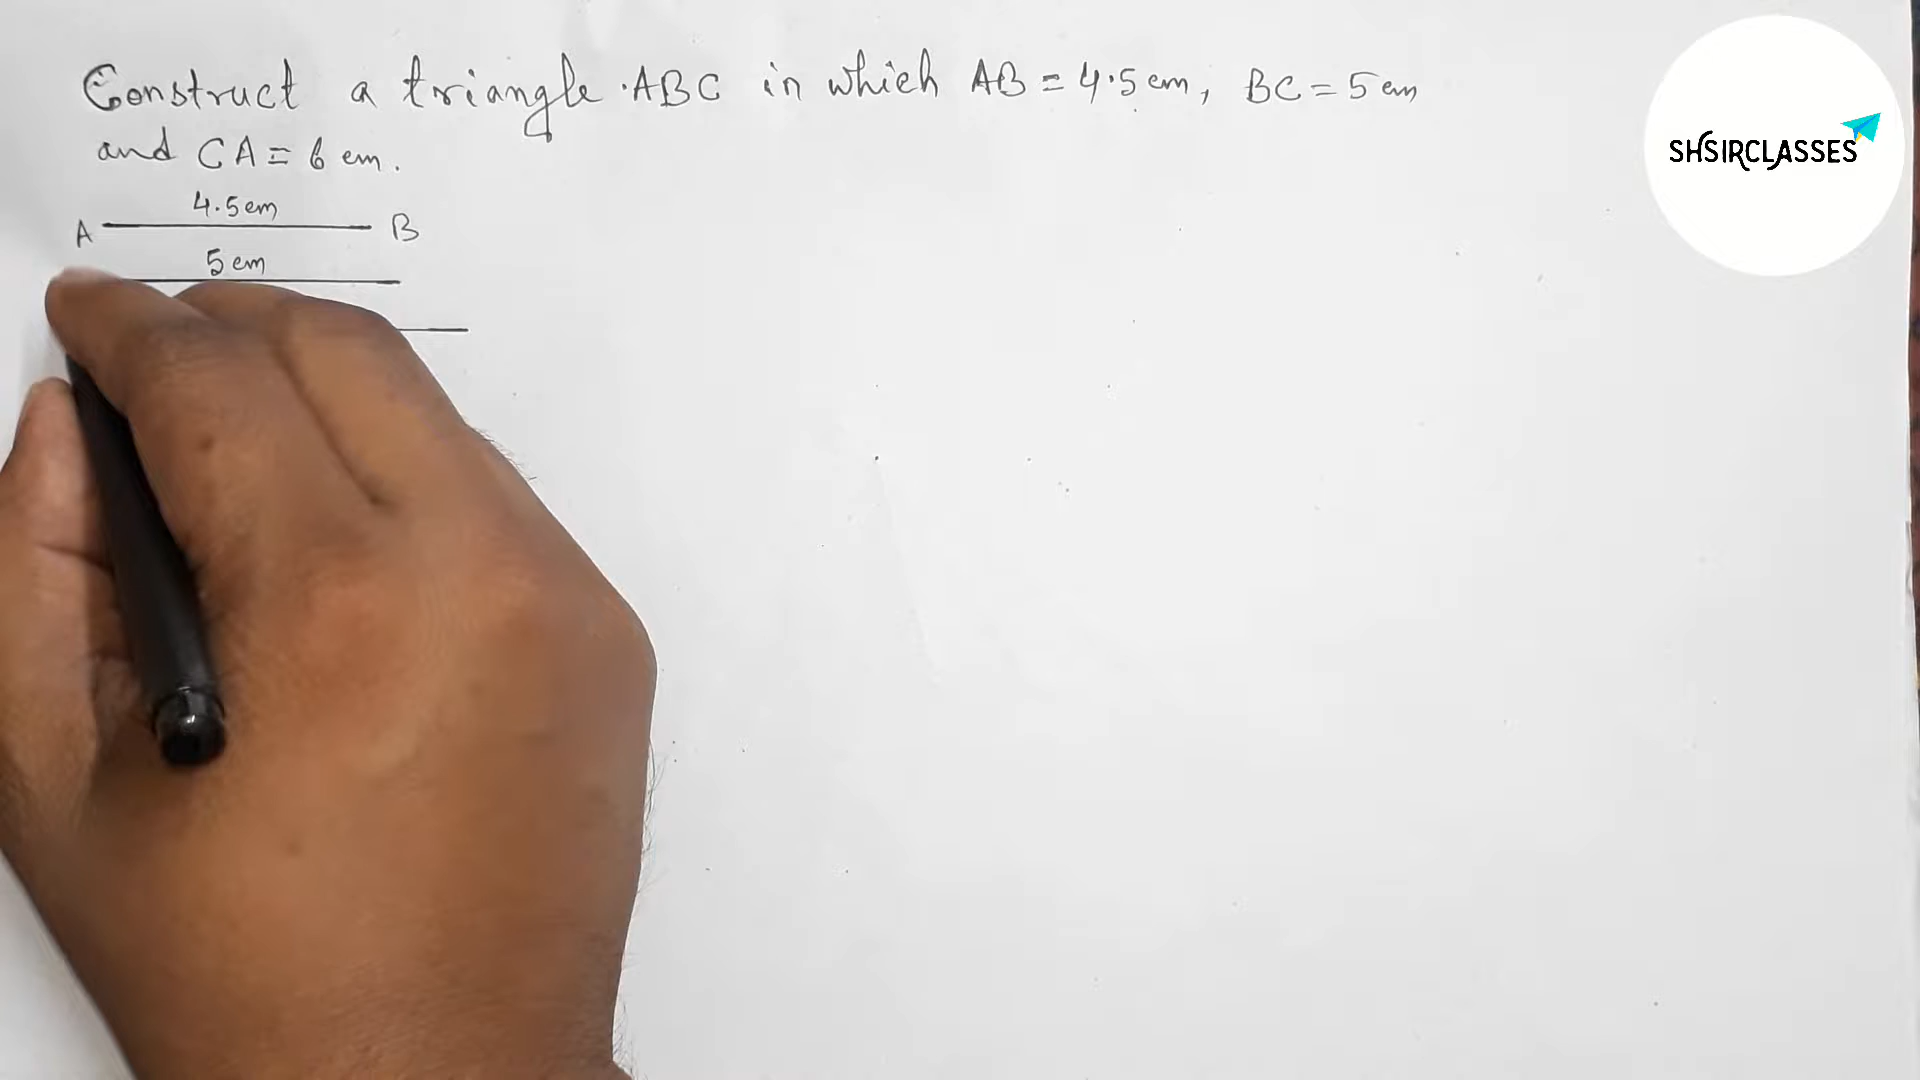 Construct a triangle ABC in which AB = 4.5 cm, BC = 5 cm
and CA = 6 cm.
4.5 cm
A B
5 cm
SHSIRCLASSES